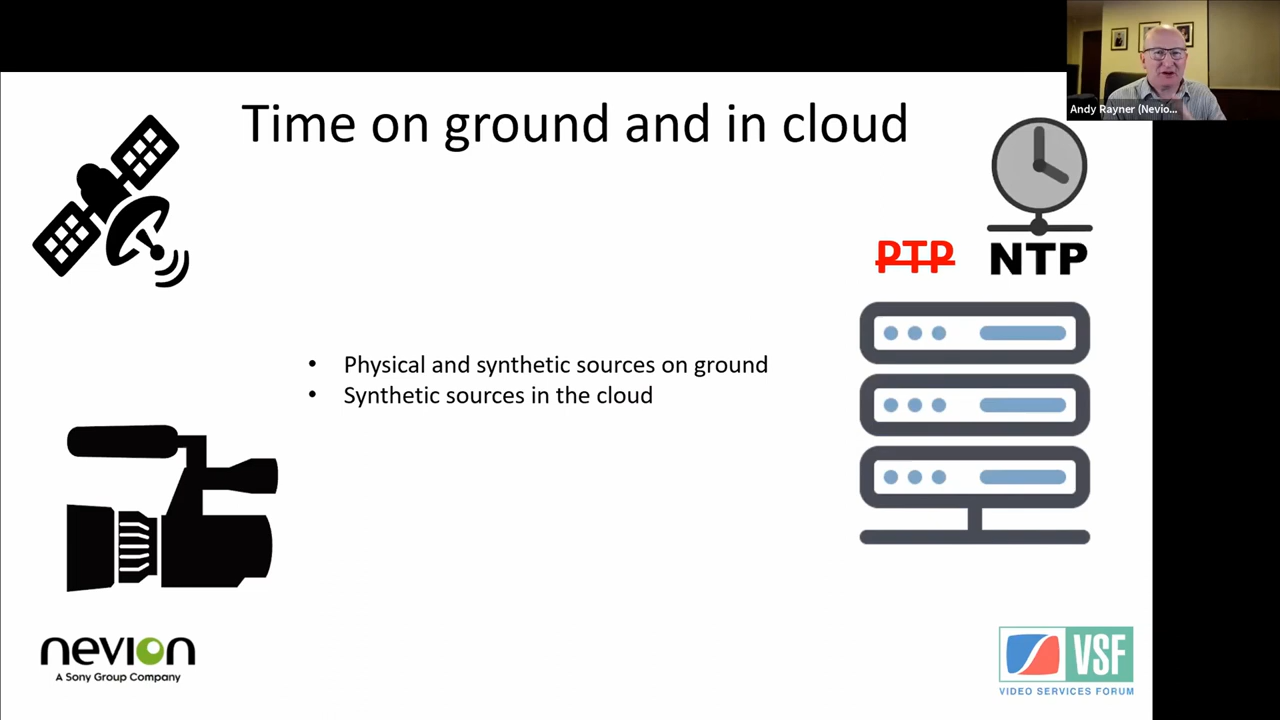 Andy Rayner (Nevio...
Time on ground and in cloud
PTP NTP
• Physical and synthetic sources on ground
• Synthetic sources in the cloud
nevion
A Sony Group Company
VSF
VIDEO SERVICES FORUM